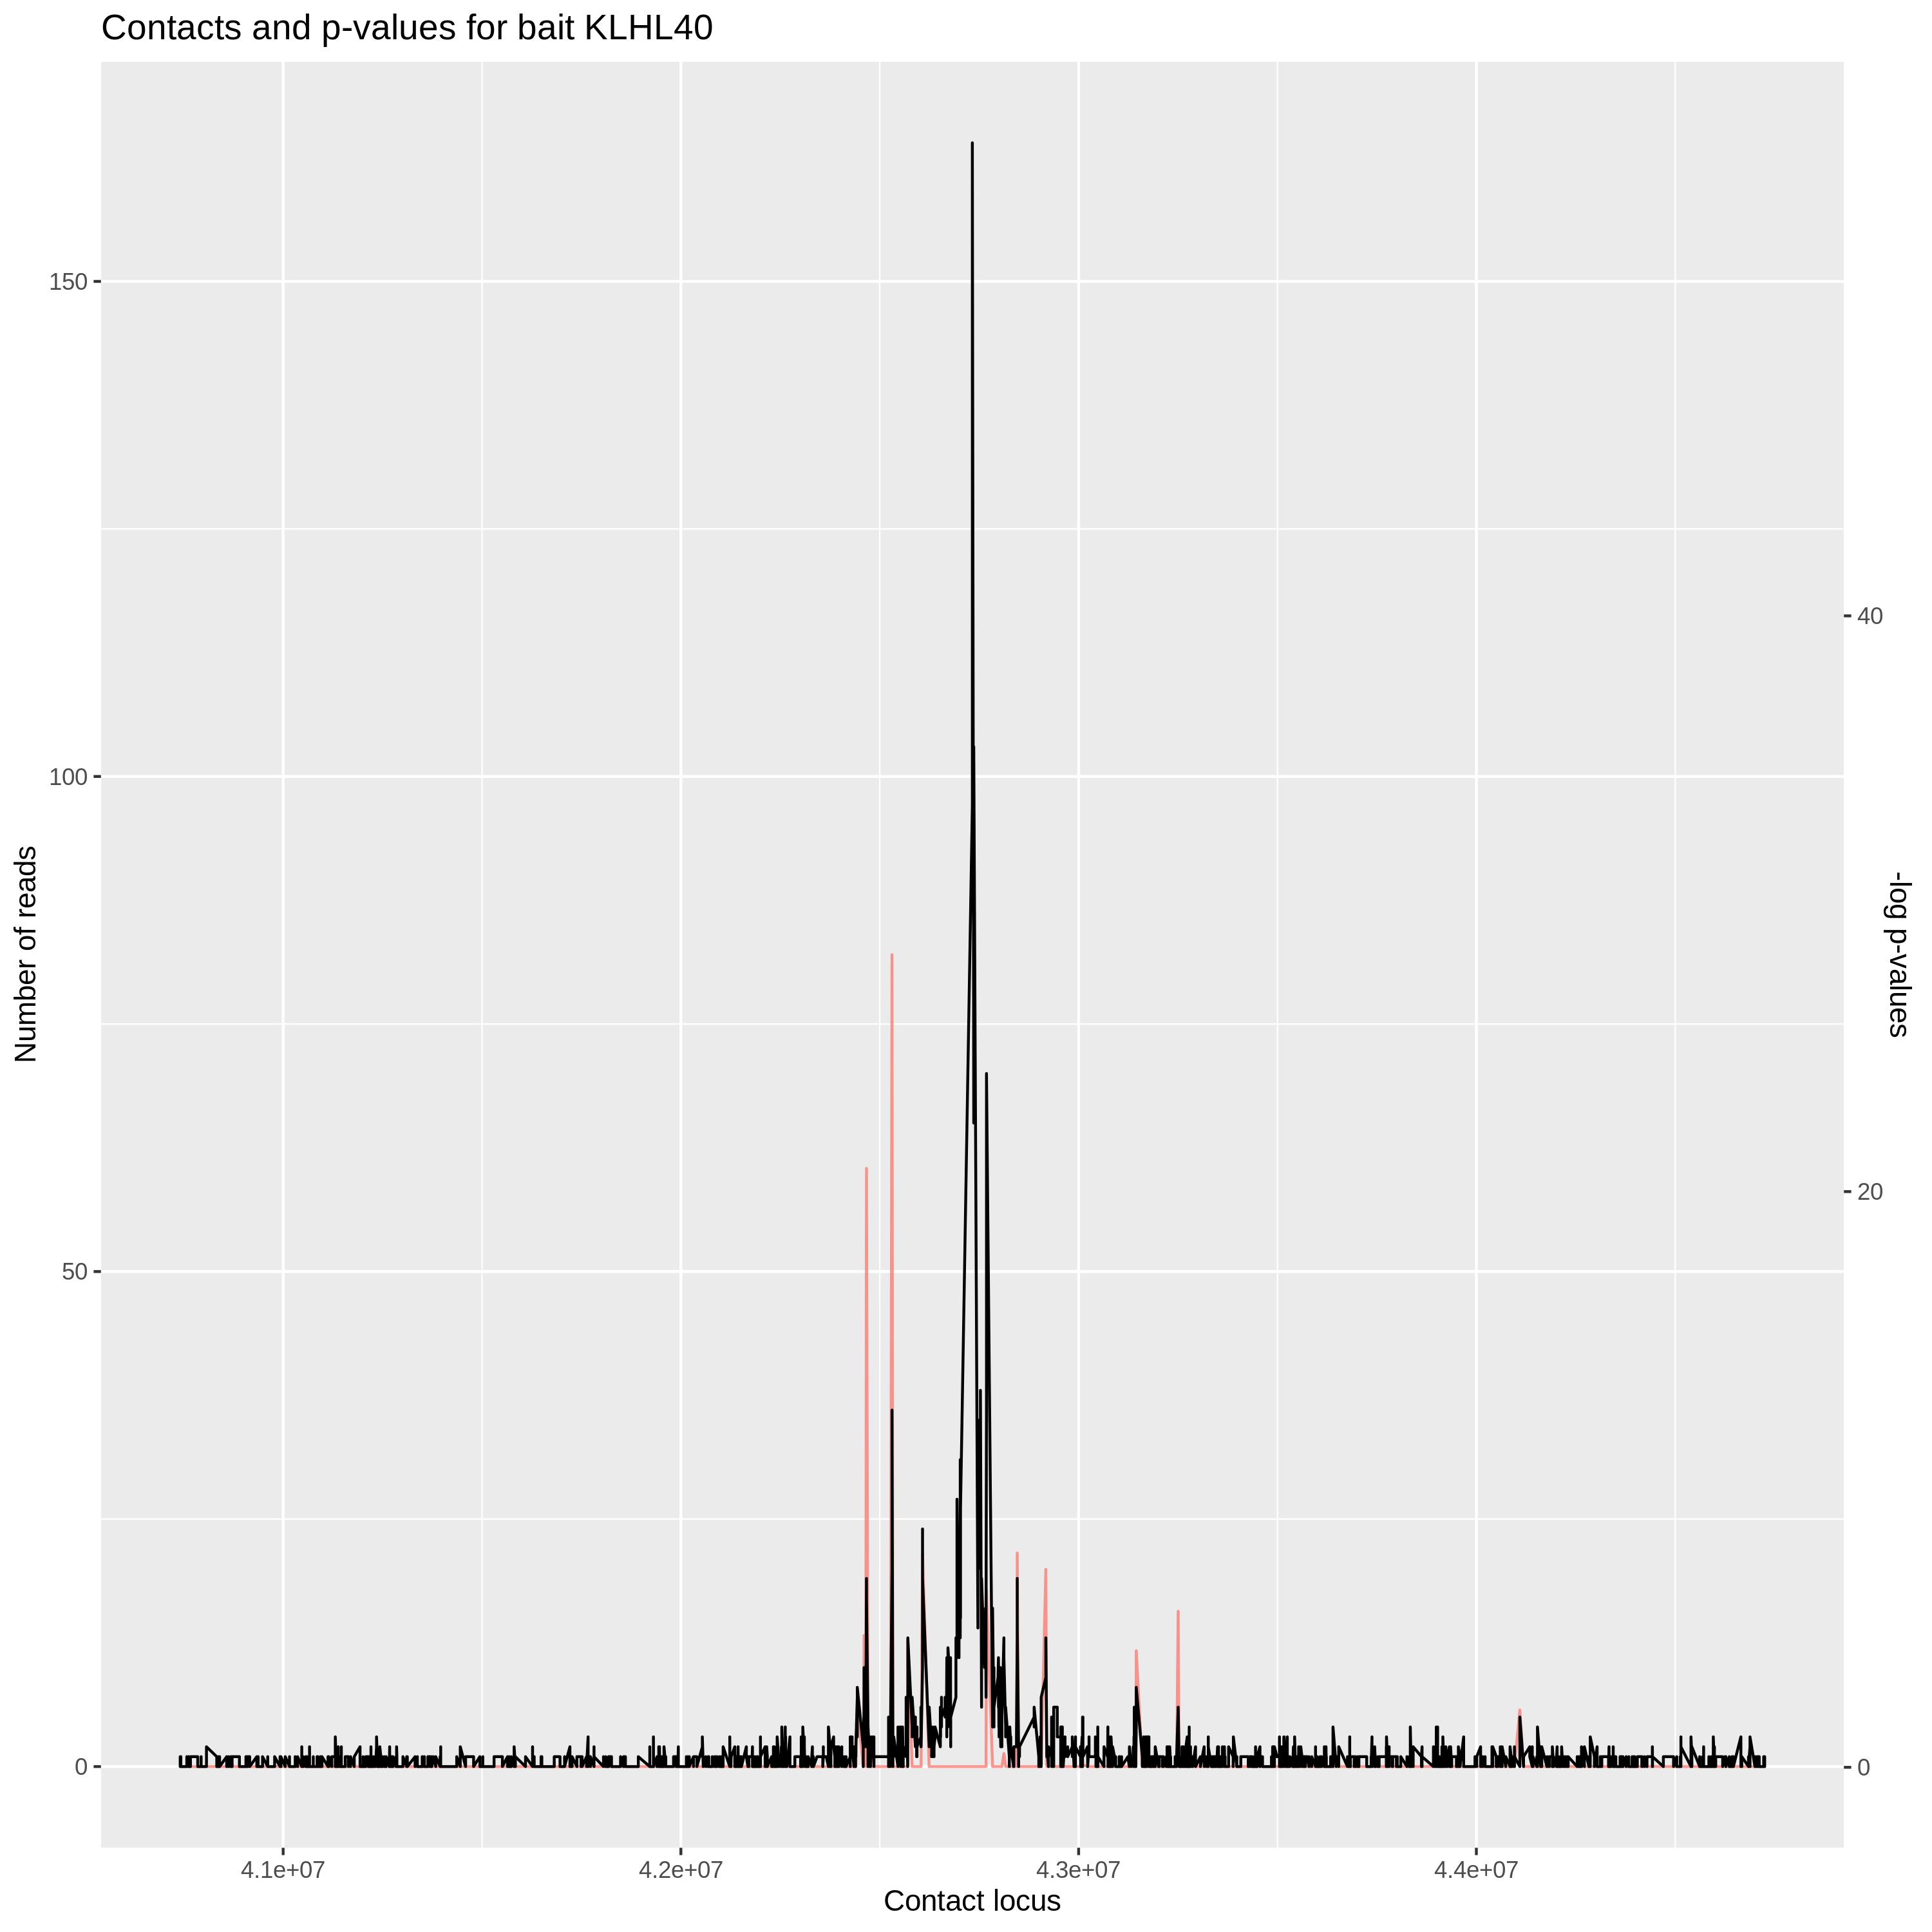 Contacts and p-values for bait KLHL40
150
100
50
0
Number of reads
40
20
0
-log p-values
4.1e+07
4.2e+07
4.3e+07
4.4e+07
Contact locus